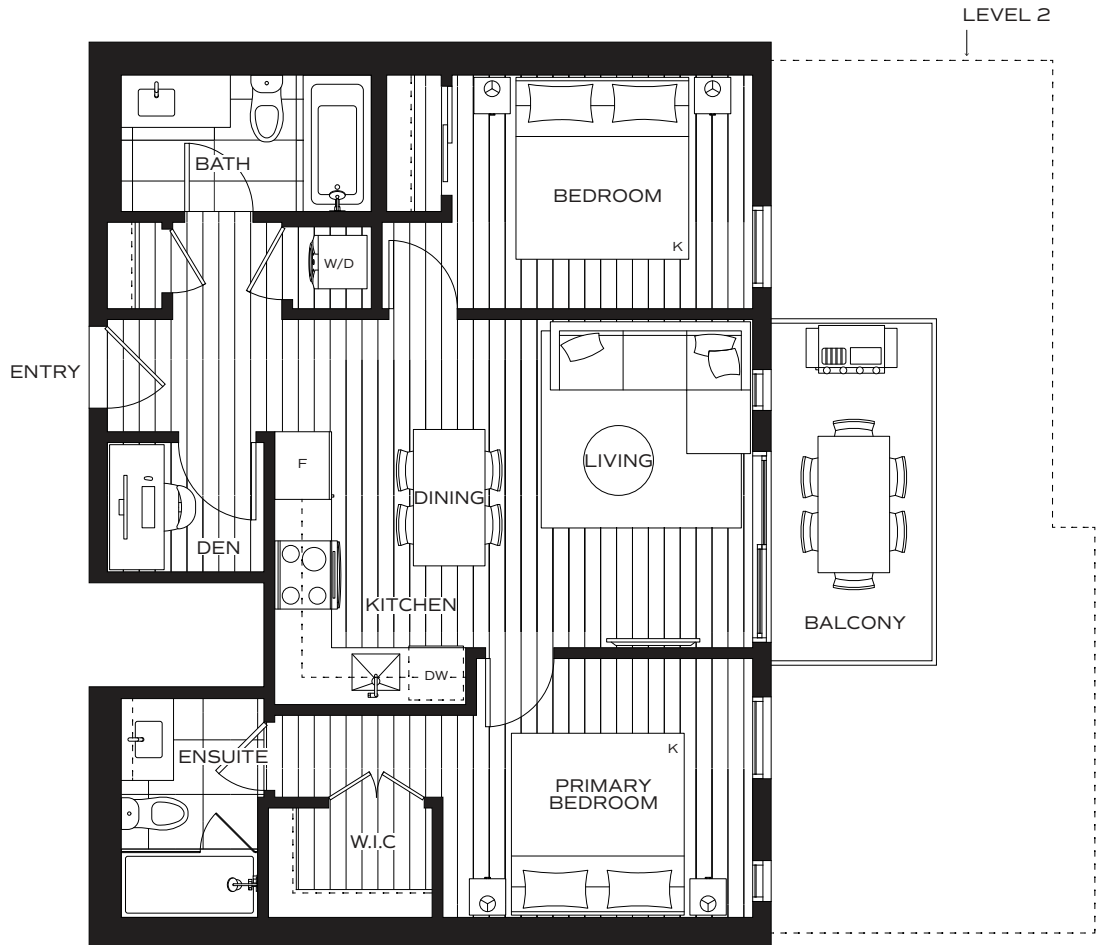 LEVEL 2
BATH
BEDROOM
K
W/D
ENTRY
F
LIVING
DINING
DEN
KITCHEN
BALCONY
DW
K
ENSUITE
PRIMARY
BEDROOM
W.I.C